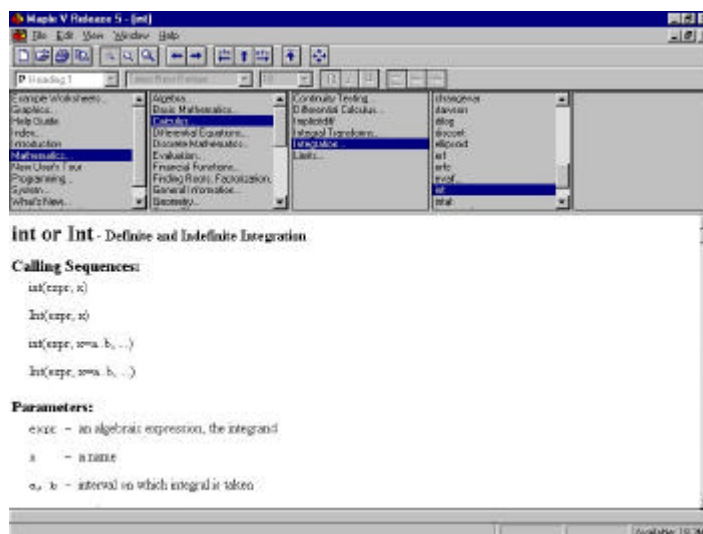 Maple V Release 5 - [int]
File Edit View Window Help
P Heading 1
Example Worksheets...
Graphics...
Help Guide
Index...
Introduction
Mathematics...
New User's Tour
Programming...
System...
What's New...
Algebra...
Basic Mathematics...
Calculus...
Differential Equations...
Discrete Mathematics...
Evaluation...
Financial Functions...
Finding Roots, Factorization,
General Information...
Geometry...
Continuity Testing...
Differential Calculus...
implicitdiff
Integral Transforms...
Integration...
Limits...
changevar
dawson
dilog
discont
ellipsoid
erf
erfc
evalf...
int
intat
int or Int - Definite and Indefinite Integration
Calling Sequences:
int(expr, x)
Int(expr, x)
int(expr, x=a..b, ...)
Int(expr, x=a..b, ...)
Parameters:
expr - an algebraic expression, the integrand
x - a name
a, b - interval on which integral is taken
Available: